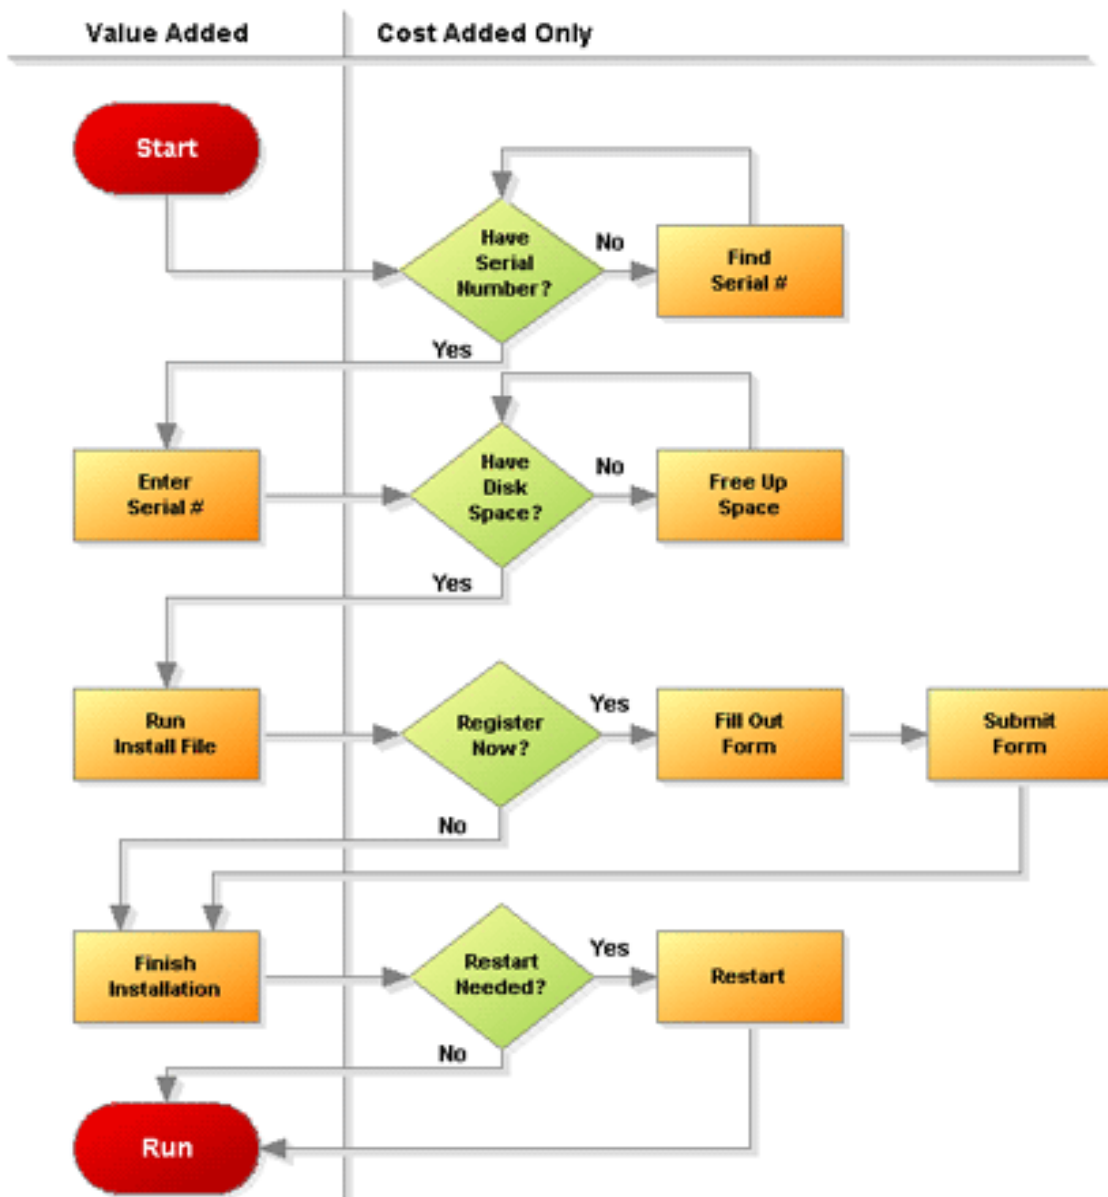 Value Added
Cost Added Only
Start
Have
Serial
Number?
No
Find
Serial #
Yes
Enter
Serial #
Have
Disk
Space?
No
Free Up
Space
Yes
Run
Install File
Register
Now?
Yes
Fill Out
Form
Submit
Form
No
Finish
Installation
Restart
Needed?
Yes
Restart
No
Run